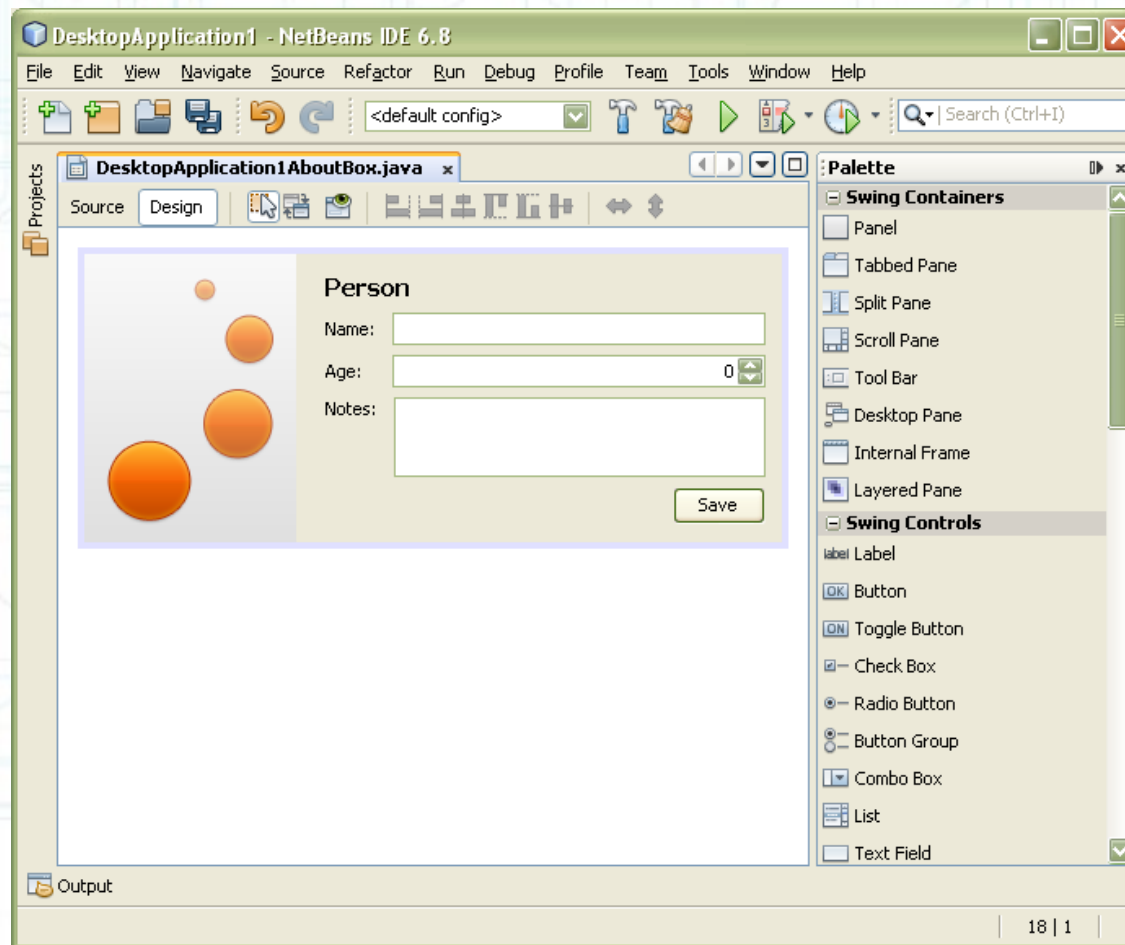 DesktopApplication1 - NetBeans IDE 6.8
File Edit View Navigate Source Refactor Run Debug Profile Team Tools Window Help
<default config>
Search (Ctrl+I)
Projects
DesktopApplication1AboutBox.java
Source Design
Person
Name:
Age: 0
Notes:
Save
Palette
Swing Containers
Panel
Tabbed Pane
Split Pane
Scroll Pane
Tool Bar
Desktop Pane
Internal Frame
Layered Pane
Swing Controls
label Label
OK Button
ON Toggle Button
Check Box
Radio Button
Button Group
Combo Box
List
Text Field
Output
18 | 1